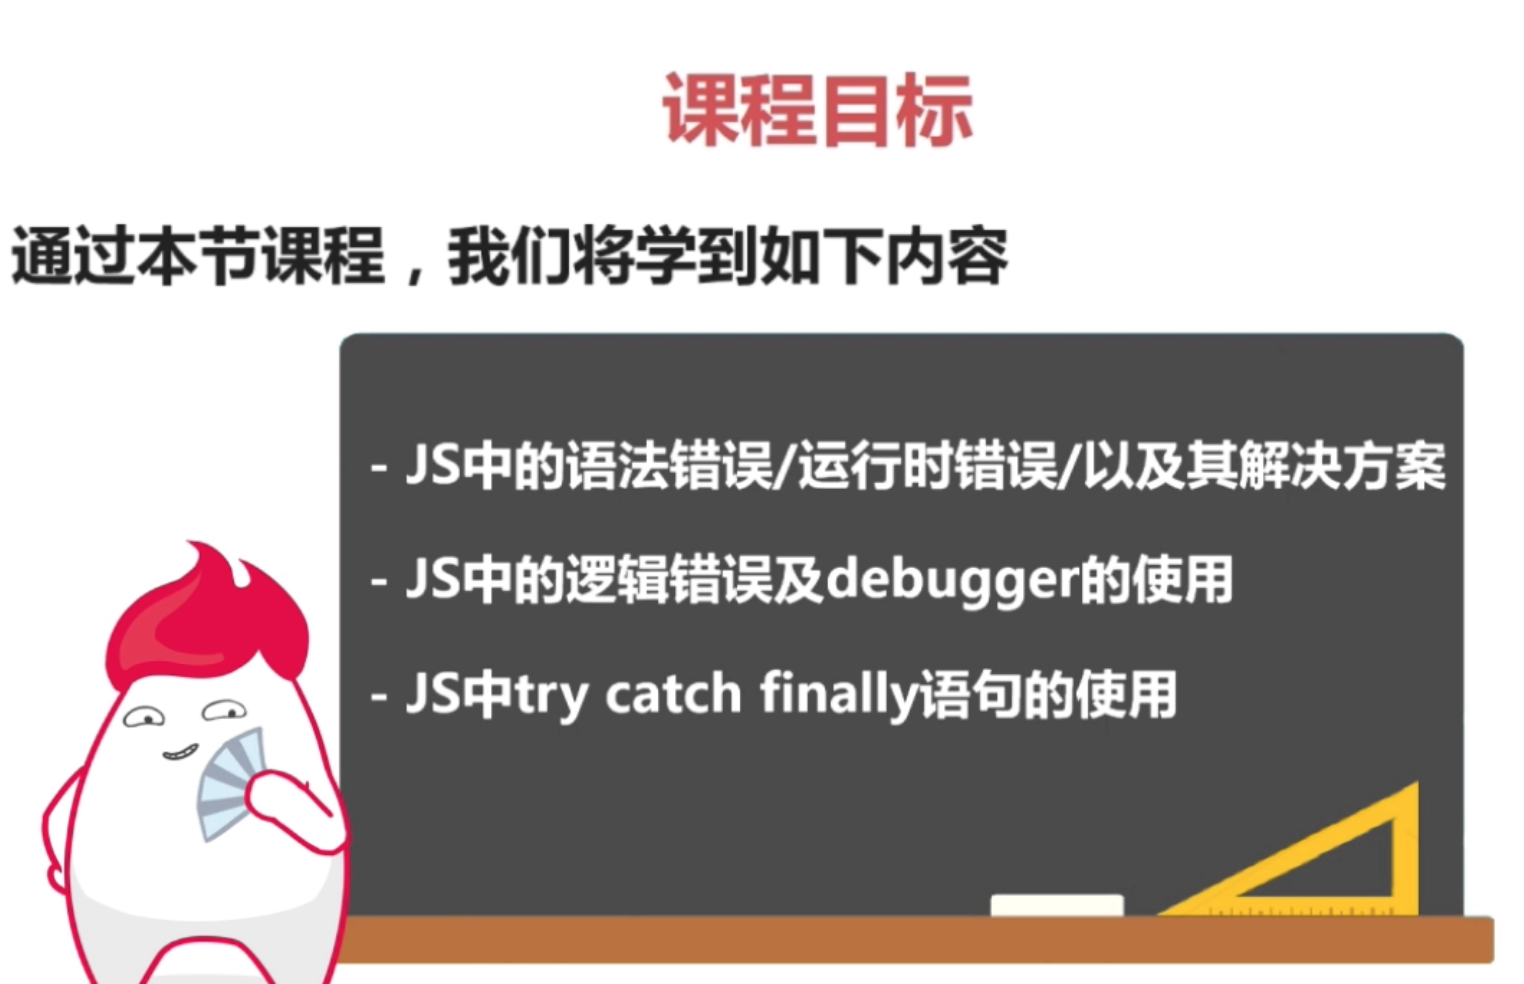 课程目标
通过本节课程，我们将学到如下内容
- JS中的语法错误/运行时错误/以及其解决方案
- JS中的逻辑错误及debugger的使用
- JS中try catch finally语句的使用